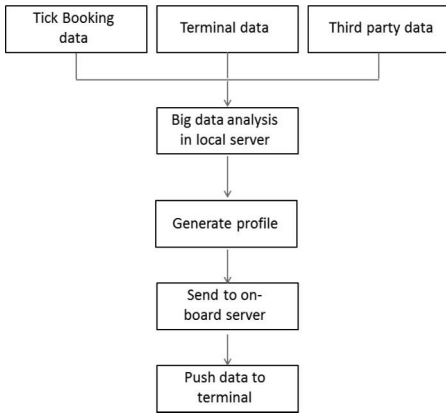 Tick Booking
data
Terminal data
Third party data
Big data analysis
in local server
Generate profile
Send to on-
board server
Push data to
terminal